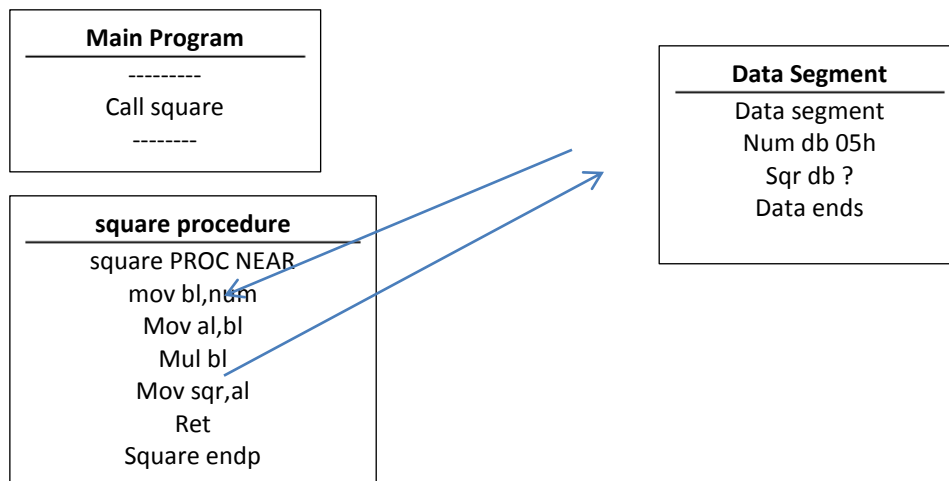 Main Program
---------
Call square
--------
Data Segment
Data segment
Num db 05h
Sqr db ?
Data ends
square procedure
square PROC NEAR
mov bl,num
Mov al,bl
Mul bl
Mov sqr,al
Ret
Square endp